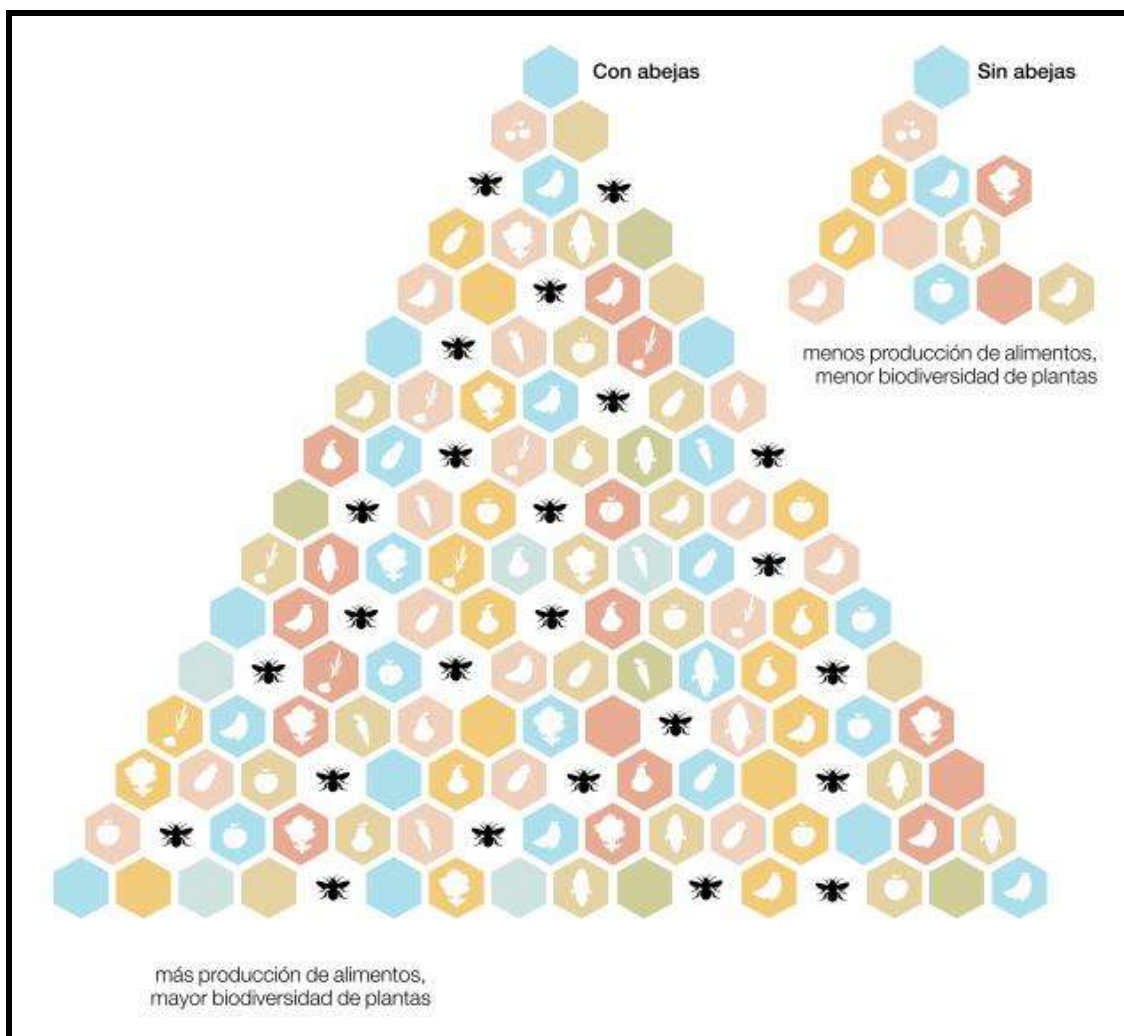 Con abejas
Sin abejas
menos producción de alimentos,
menor biodiversidad de plantas
más producción de alimentos,
mayor biodiversidad de plantas